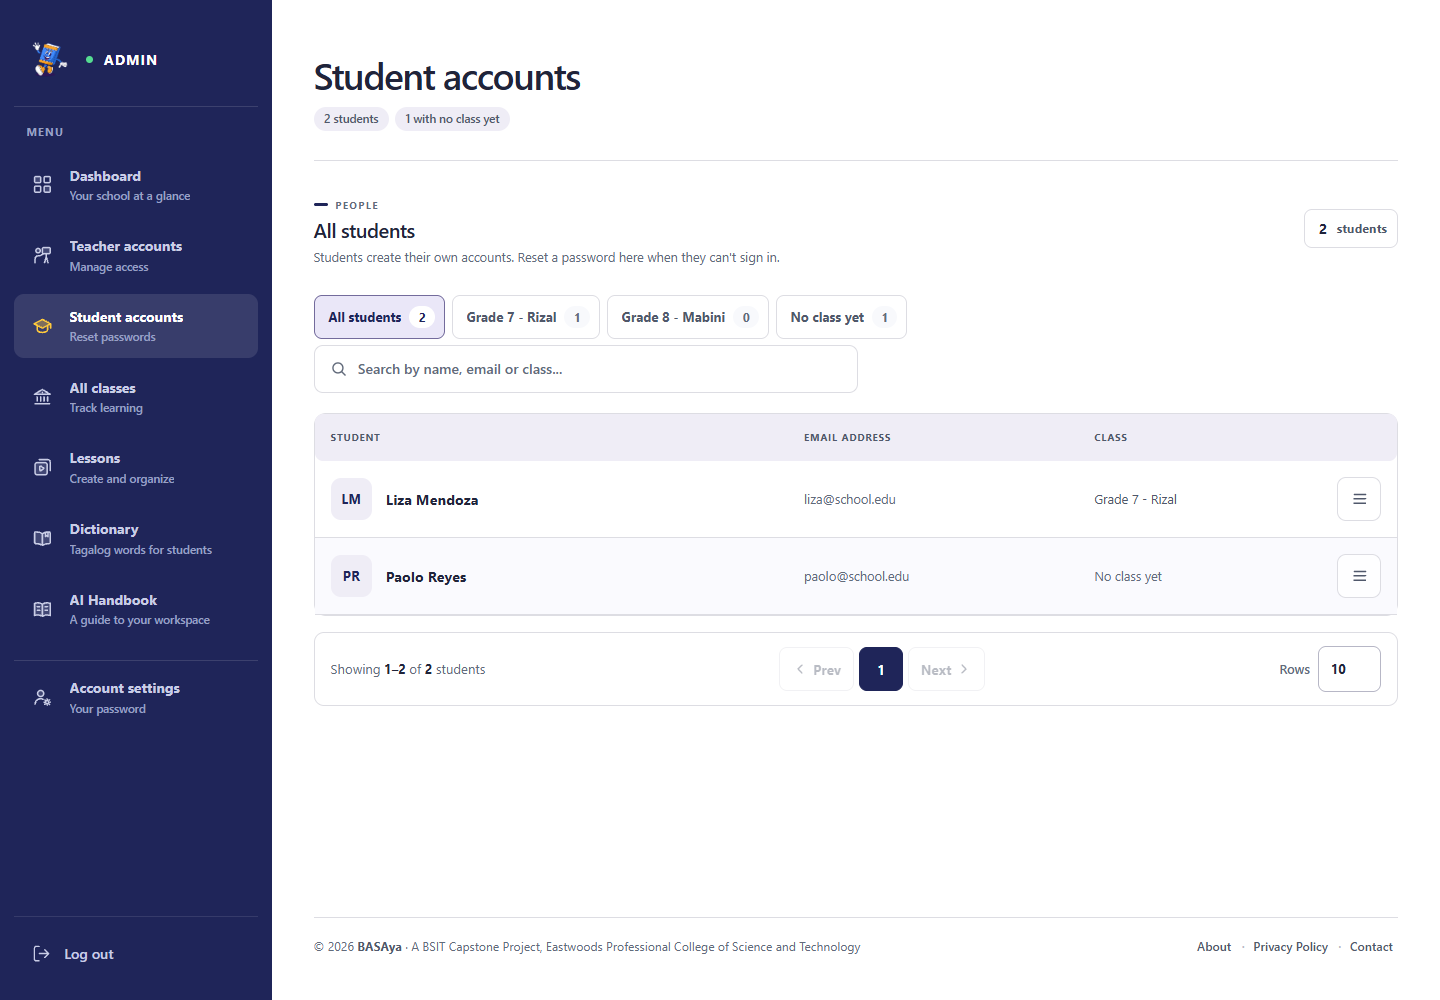 ADMIN
MENU
Dashboard
Your school at a glance
Teacher accounts
Manage access
Student accounts
Reset passwords
All classes
Track learning
Lessons
Create and organize
Dictionary
Tagalog words for students
AI Handbook
A guide to your workspace
Account settings
Your password
Log out
Student accounts
2 students
1 with no class yet
PEOPLE
All students
Students create their own accounts. Reset a password here when they can't sign in.
2 students
All students 2
Grade 7 - Rizal 1
Grade 8 - Mabini 0
No class yet 1
Search by name, email or class...
STUDENT EMAIL ADDRESS CLASS
LM Liza Mendoza liza@school.edu Grade 7 - Rizal
PR Paolo Reyes paolo@school.edu No class yet
Showing 1–2 of 2 students
Prev 1 Next
Rows 10
© 2026 BASAya · A BSIT Capstone Project, Eastwoods Professional College of Science and Technology
About · Privacy Policy · Contact